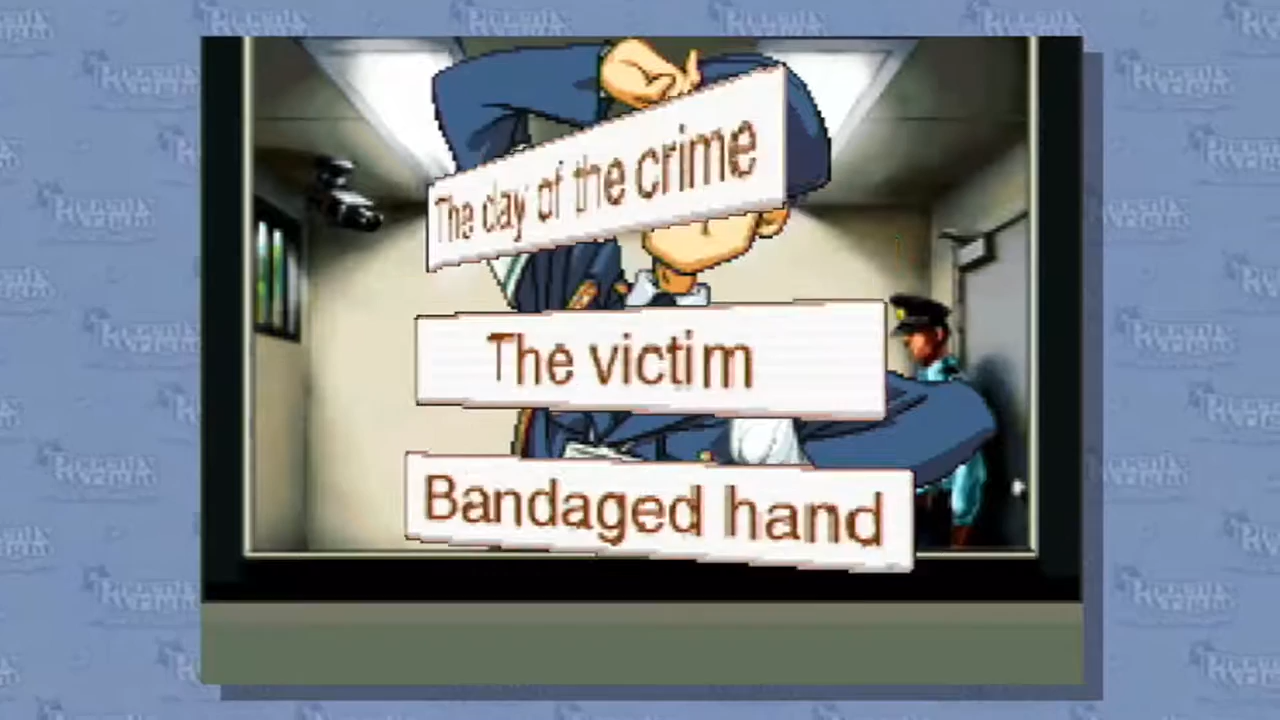 The day of the crime
The victim
Bandaged hand